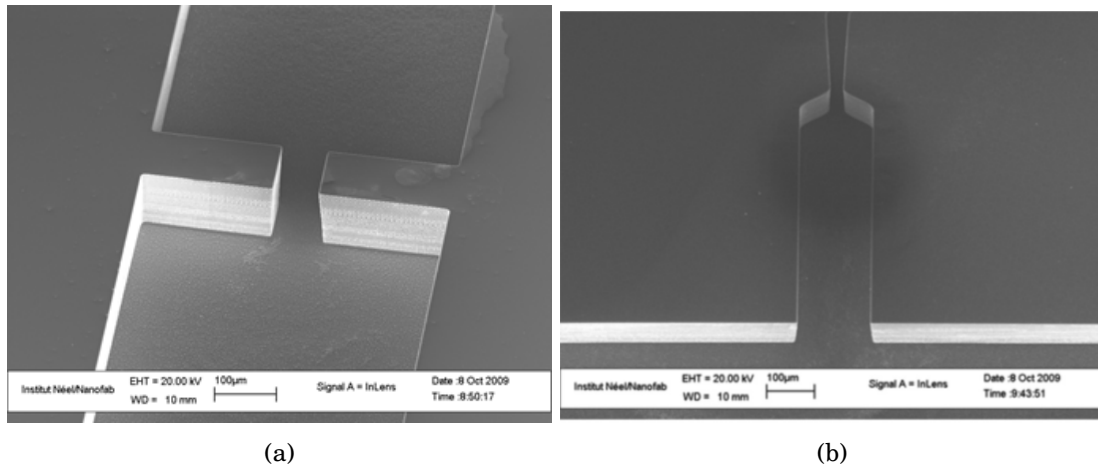 Institut Néel/Nanofab
EHT = 20.00 kV
WD = 10 mm
100µm
Signal A = InLens
Date :8 Oct 2009
Time :8:50:17
Institut Néel/Nanofab
EHT = 20.00 kV
WD = 10 mm
100µm
Signal A = InLens
Date :8 Oct 2009
Time :9:43:51
(a)
(b)